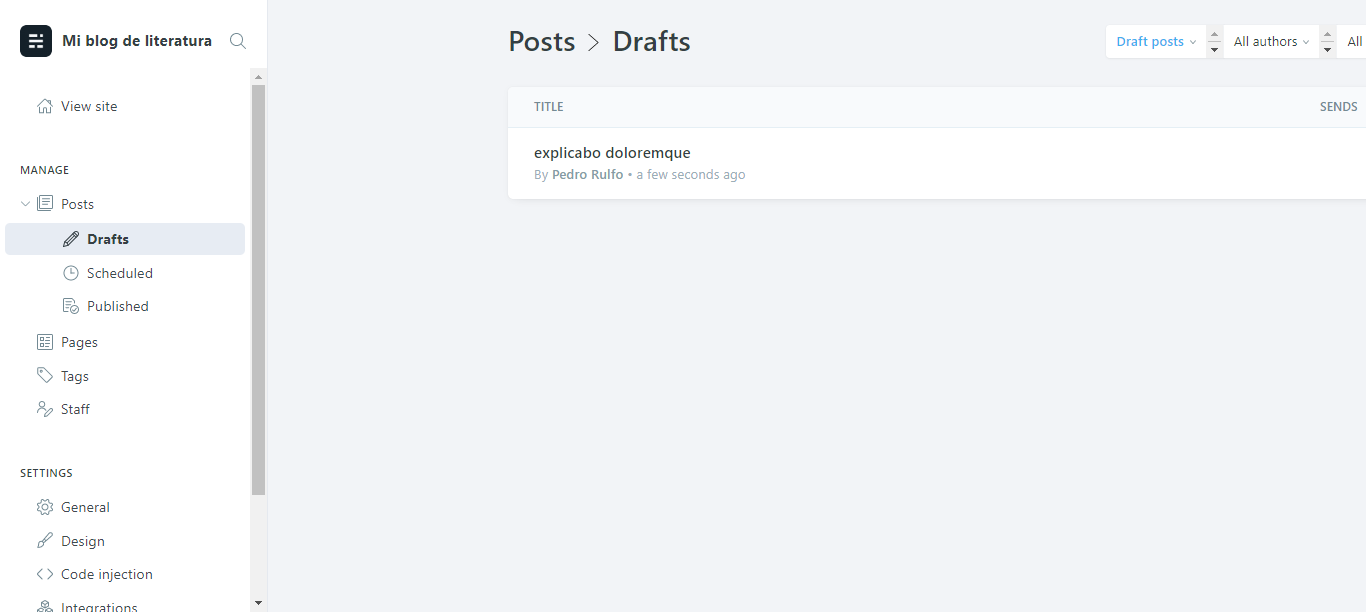 Mi blog de literatura
View site
MANAGE
Posts
Drafts
Scheduled
Published
Pages
Tags
Staff
SETTINGS
General
Design
Code injection
Integrations
Posts > Drafts
Draft posts
All authors
All
TITLE
SENDS
explicabo doloremque
By Pedro Rulfo • a few seconds ago